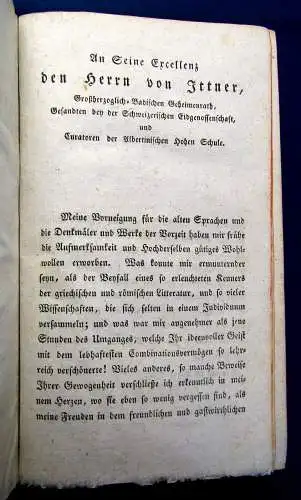 An Seine Excellenz
den Herrn von Ittner,
Großherzoglich-Badischen Geheimenrath,
Gesandten bey der Schweizerischen Eidgenossenschaft,
und
Curatoren der Albertinischen Hohen Schule.
Meine Vorneigung für die alten Sprachen und
die Denkmäler und Werke der Vorzeit haben mir frühe
die Aufmerksamkeit und Hochderselben gütiges Wohl-
wollen erworben. Was konnte mir ermunternder
seyn, als der Beyfall eines so erleuchteten Kenners
der griechischen und römischen Litteratur, und so vieler
Wissenschaften, die sich selten in einem Individuum
versammeln; und was war mir angenehmer als jene
Stunden des Umganges, welche Ihr ideenvoller Geist
mit dem lebhaftesten Combinationsvermögen so lehr-
reich verschönerte! Vieles anderes, so manche Beweise
Ihrer Gewogenheit verschließe ich erkenntlich in mei-
nem Herzen, wo sie eben so wenig vergessen sind, als
meine Freuden in dem freundlichen und gastwirthlichen